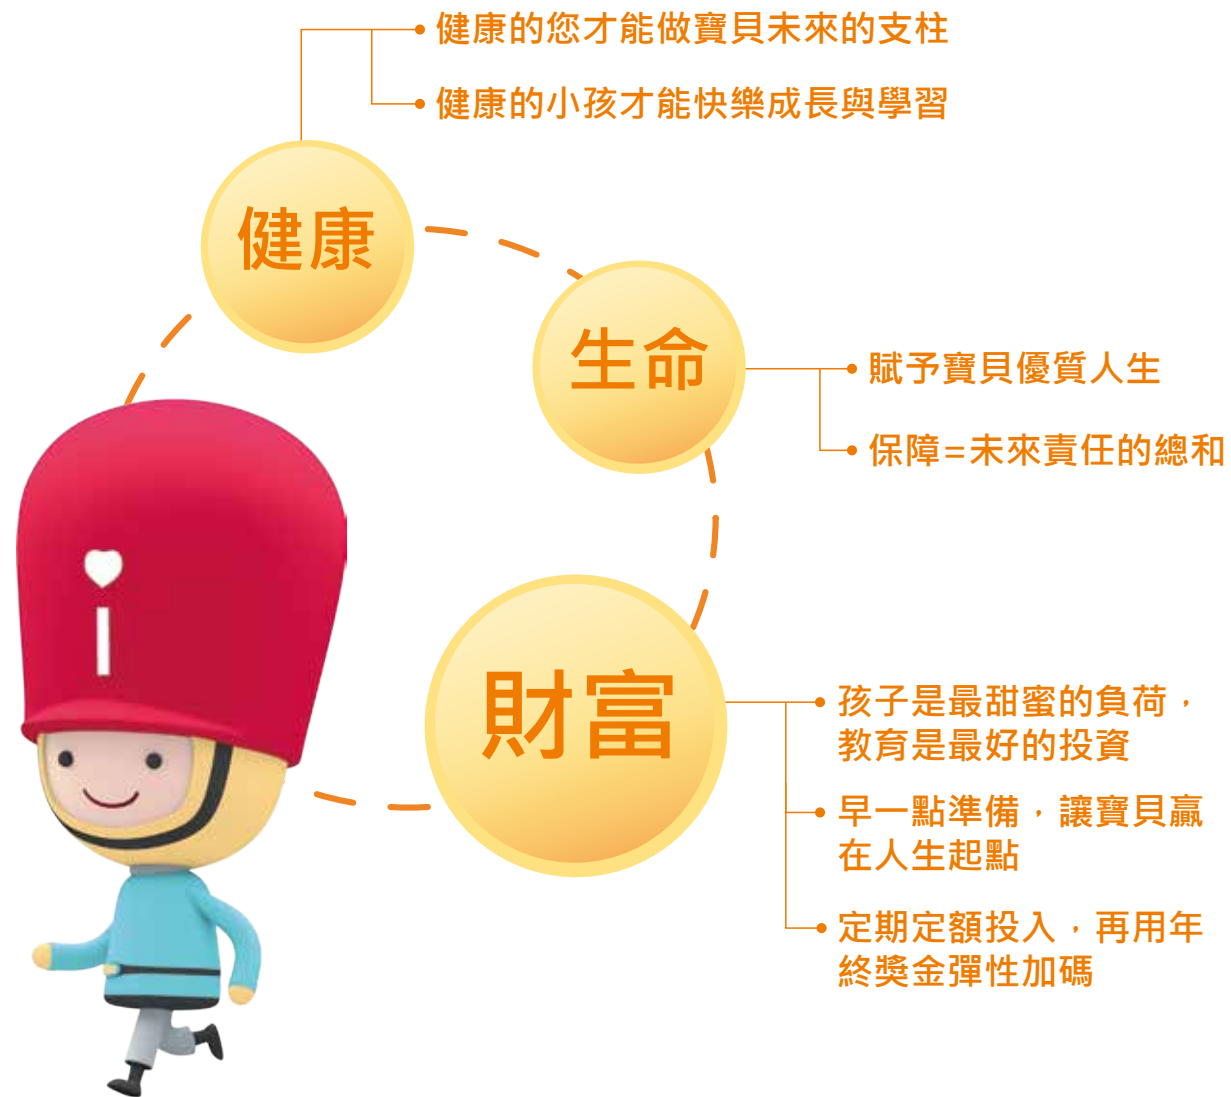 健康的您才能做寶貝未來的支柱
健康的小孩才能快樂成長與學習
健康
生命
賦予寶貝優質人生
保障=未來責任的總和
財富
孩子是最甜蜜的負荷，
教育是最好的投資
早一點準備，讓寶貝贏
在人生起點
定期定額投入，再用年
終獎金彈性加碼